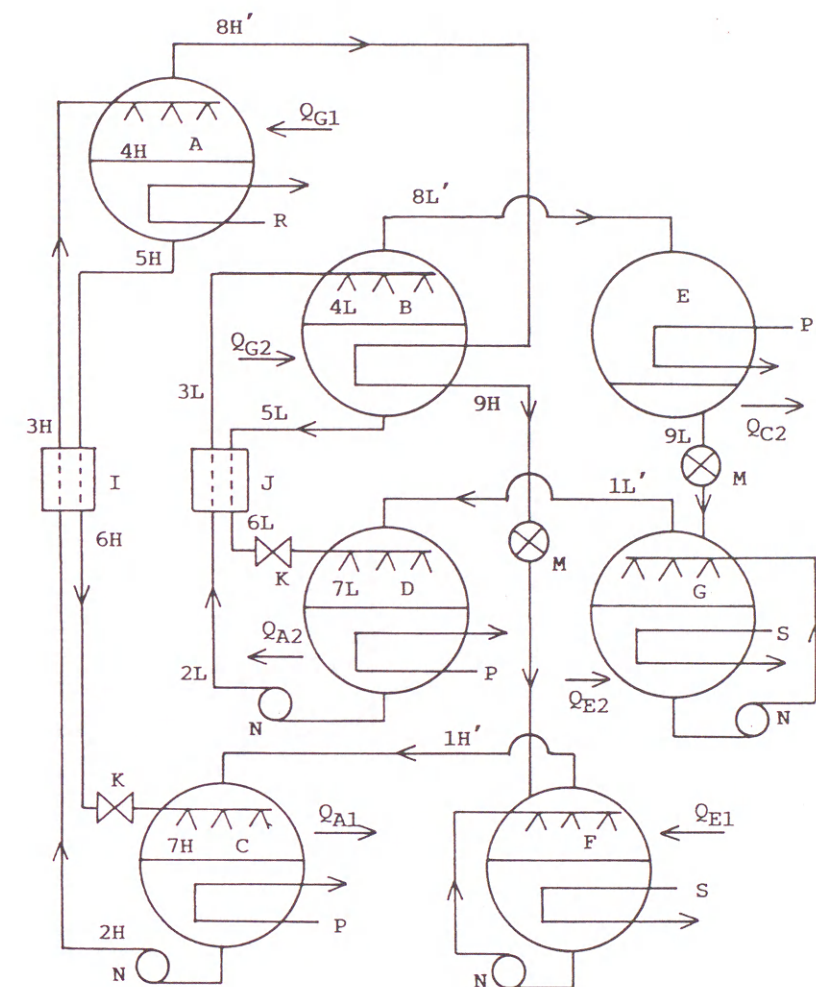 8H′
QG1
4H
A
R
5H
8L′
4L
B
E
P
QG2
3L
5L
9H
QC2
9L
3H
I
J
M
1L′
6H
6L
K
M
7L
D
G
QA2
S
2L
P
QE2
N
N
1H′
K
QA1
QE1
7H
C
F
S
2H
P
N
N